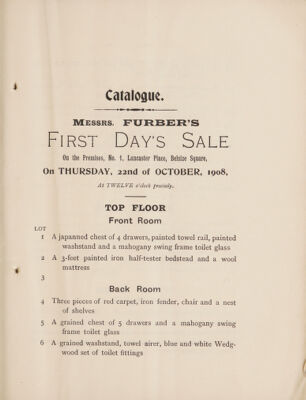 Catalogue.
MESSRS. FURBER'S
FIRST DAY'S SALE
On the Premises, No. 1, Lancaster Place, Belsize Square,
On THURSDAY, 22nd of OCTOBER, 1908,
At TWELVE o'clock precisely.
TOP FLOOR
Front Room
LOT
1 A japanned chest of 4 drawers, painted towel rail, painted
washstand and a mahogany swing frame toilet glass
2 A 3-feet painted iron half-tester bedstead and a wool
mattress
3
Back Room
4 Three pieces of red carpet, iron fender, chair and a nest
of shelves
5 A grained chest of 5 drawers and a mahogany swing
frame toilet glass
6 A grained washstand, towel airer, blue and white Wedg-
wood set of toilet fittings